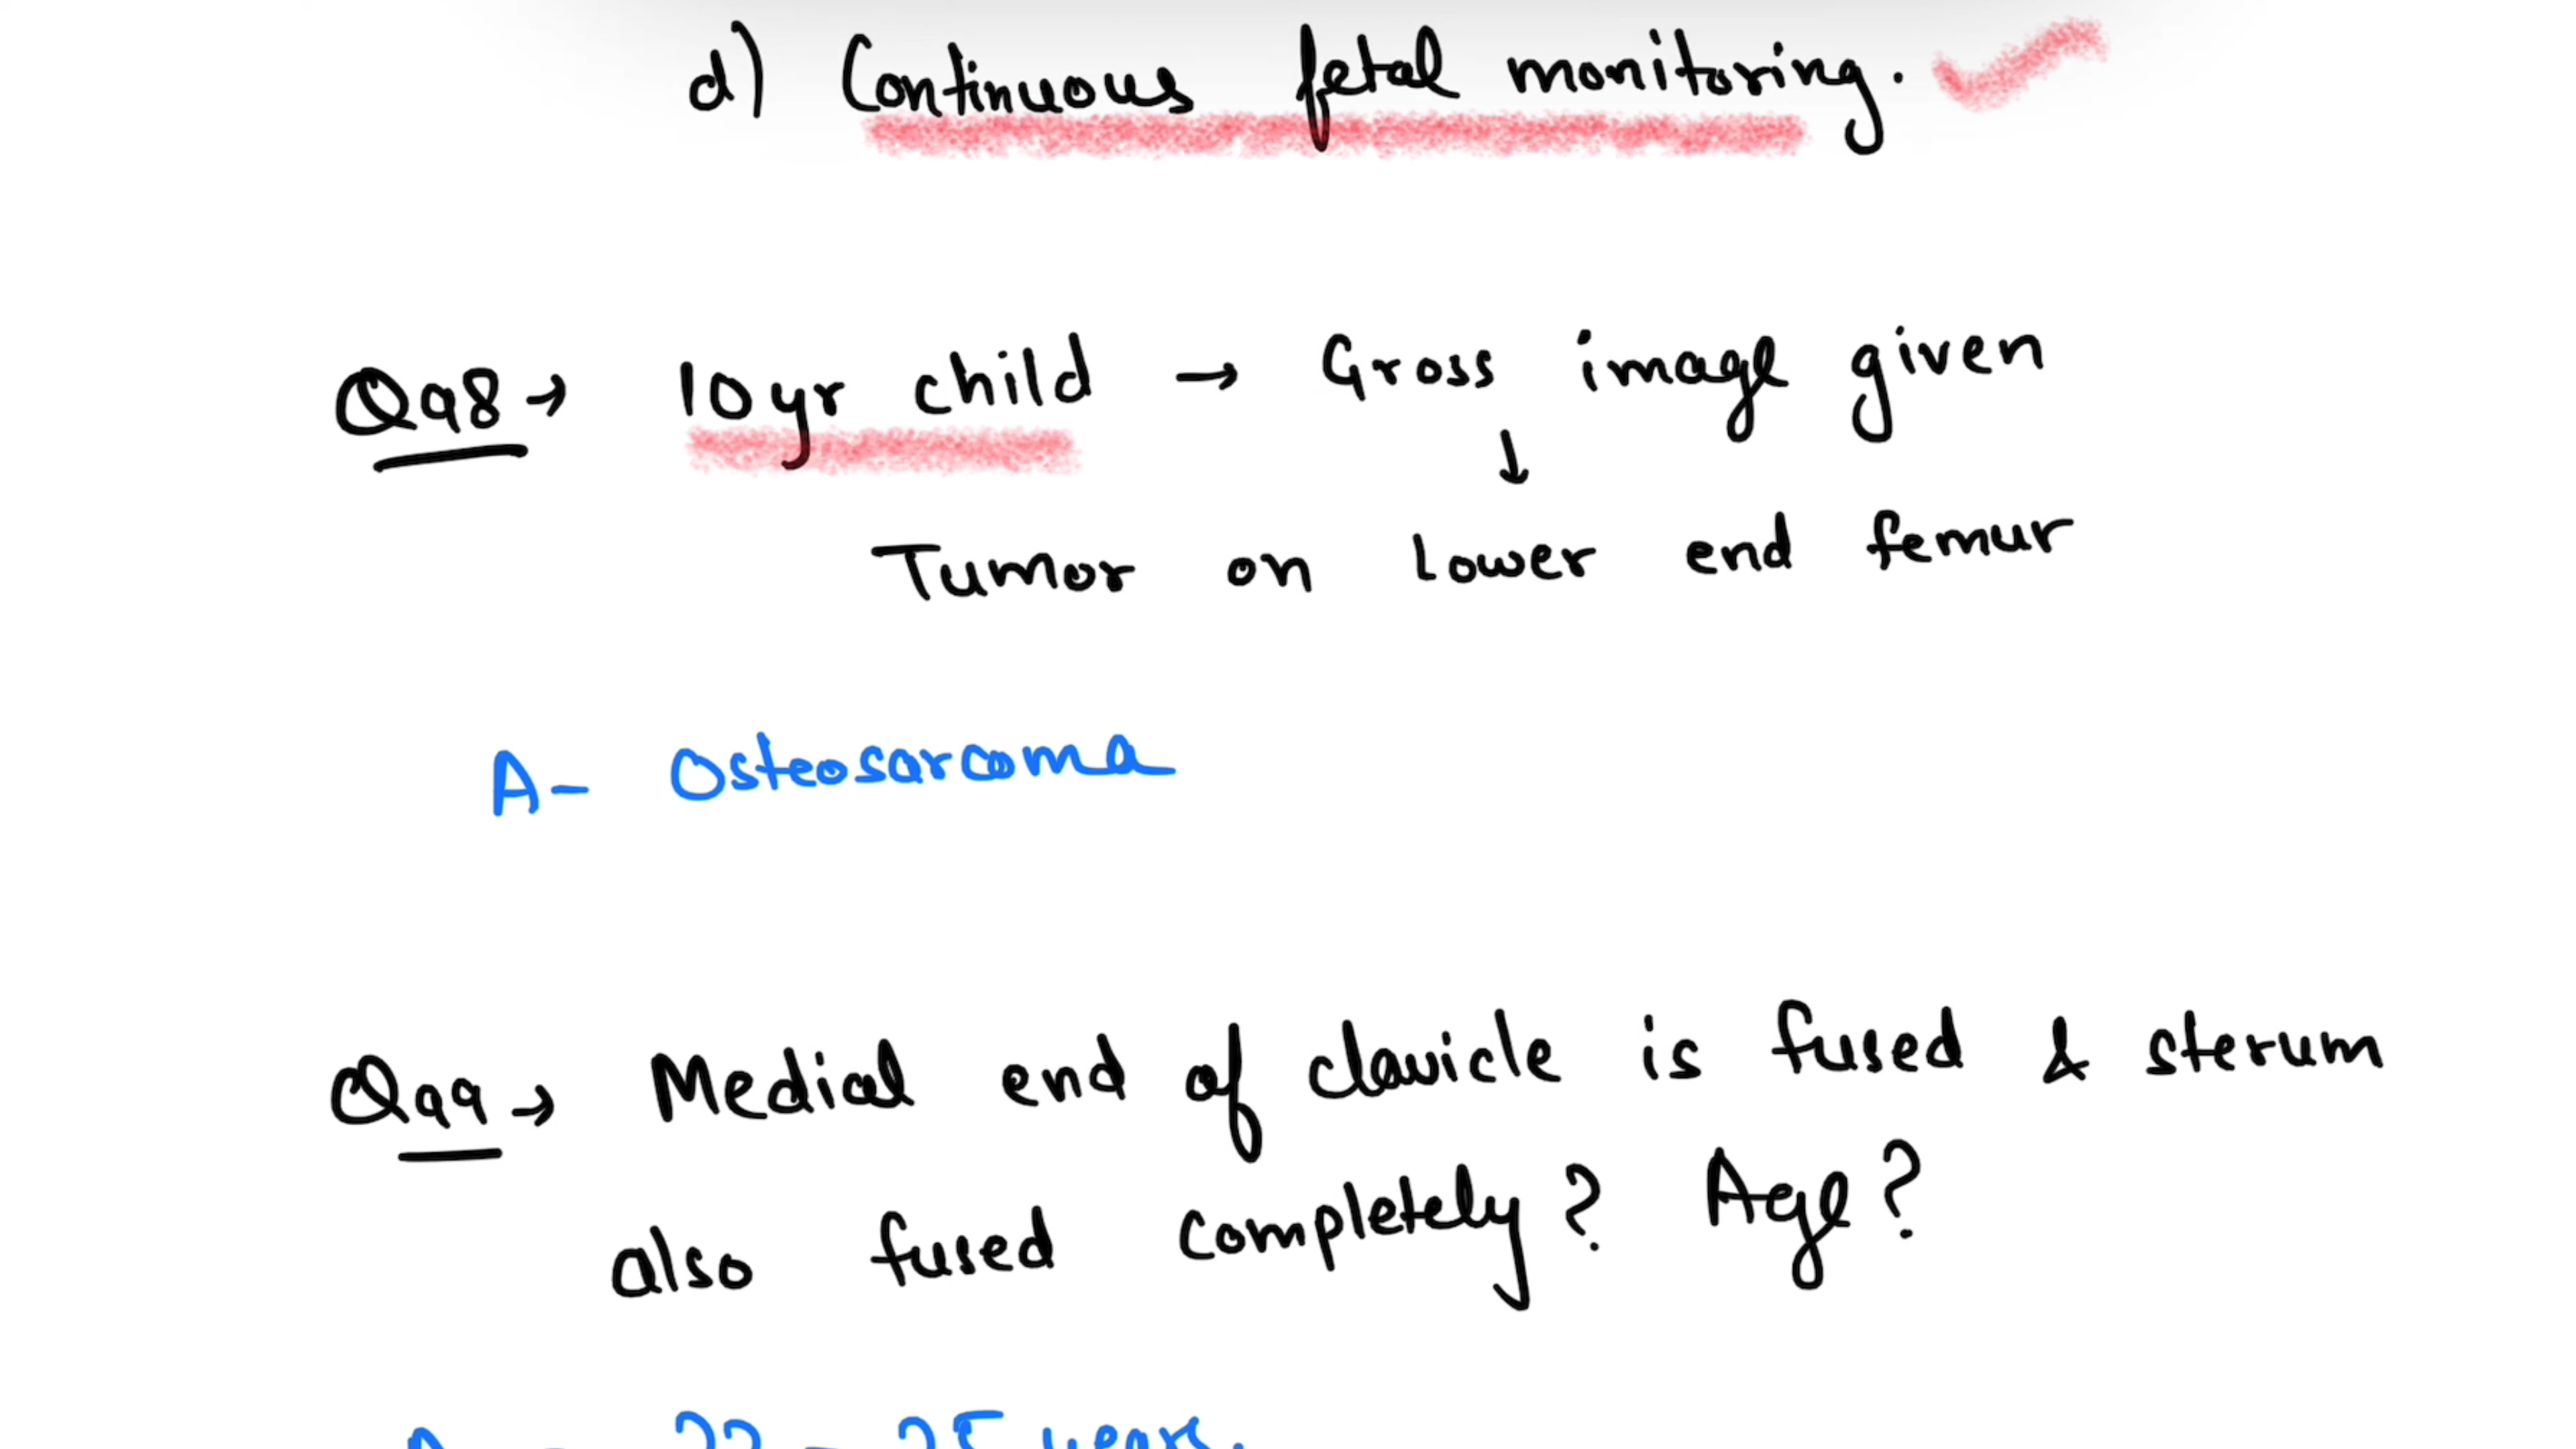 d) Continuous fetal monitoring.
Q98 → 10yr child → Gross image given
↓
Tumor on lower end femur
A- Osteosarcoma
Q99 → Medial end of clavicle is fused & sterum
also fused completely? Age?
years.